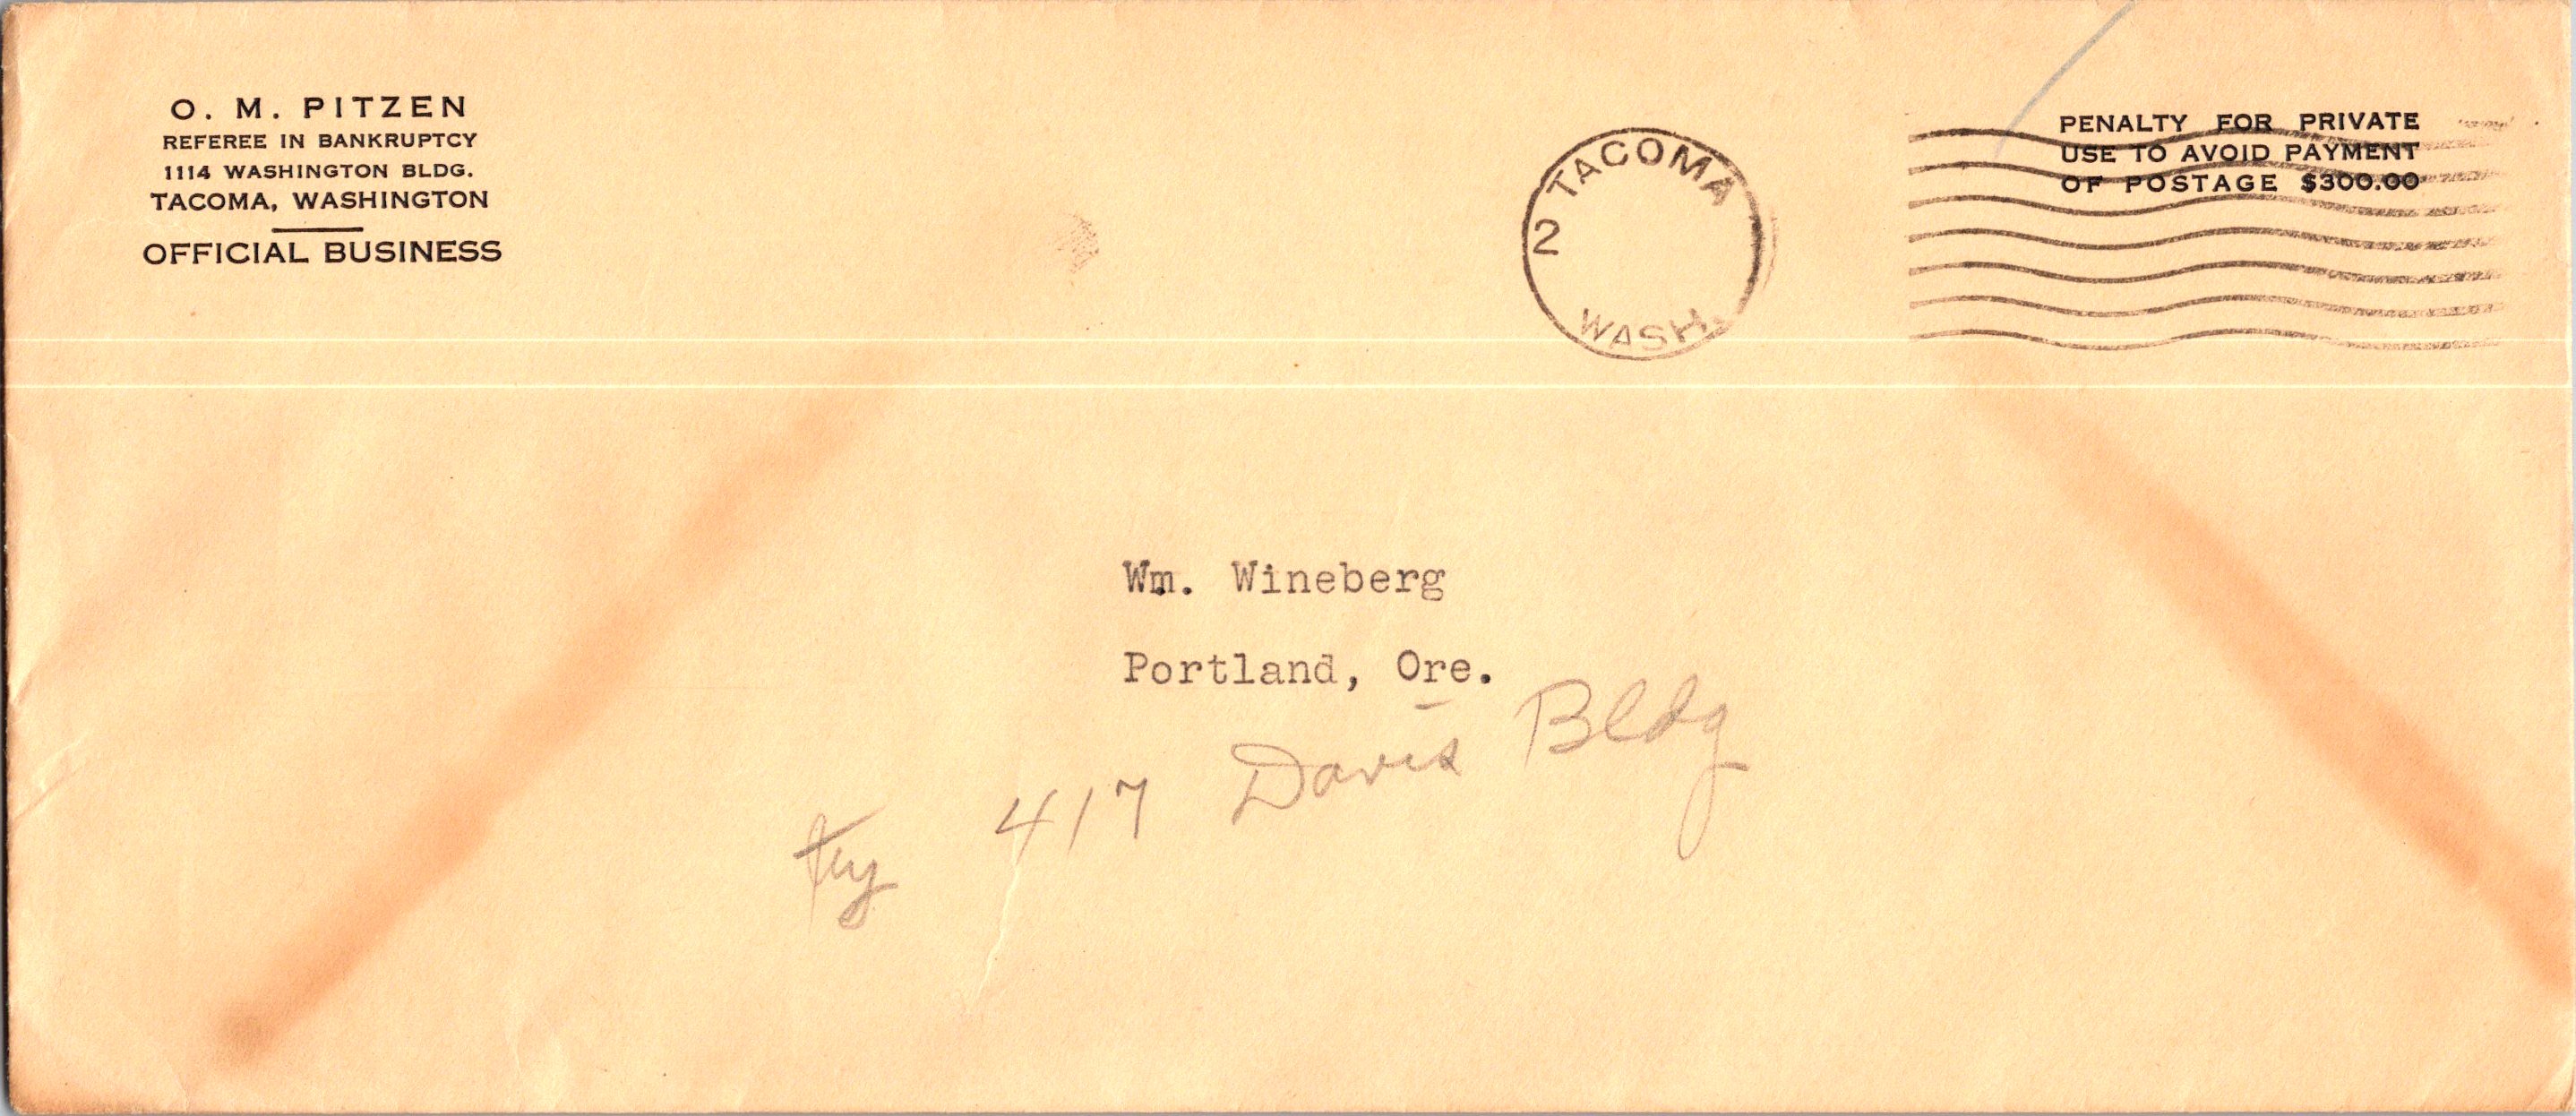 O. M. PITZEN
REFEREE IN BANKRUPTCY
1114 WASHINGTON BLDG.
TACOMA, WASHINGTON
OFFICIAL BUSINESS
TACOMA
2
WASH.
PENALTY FOR PRIVATE
USE TO AVOID PAYMENT
OF POSTAGE $300.00
Wm. Wineberg
Portland, Ore.
try 417 Davis Bldg